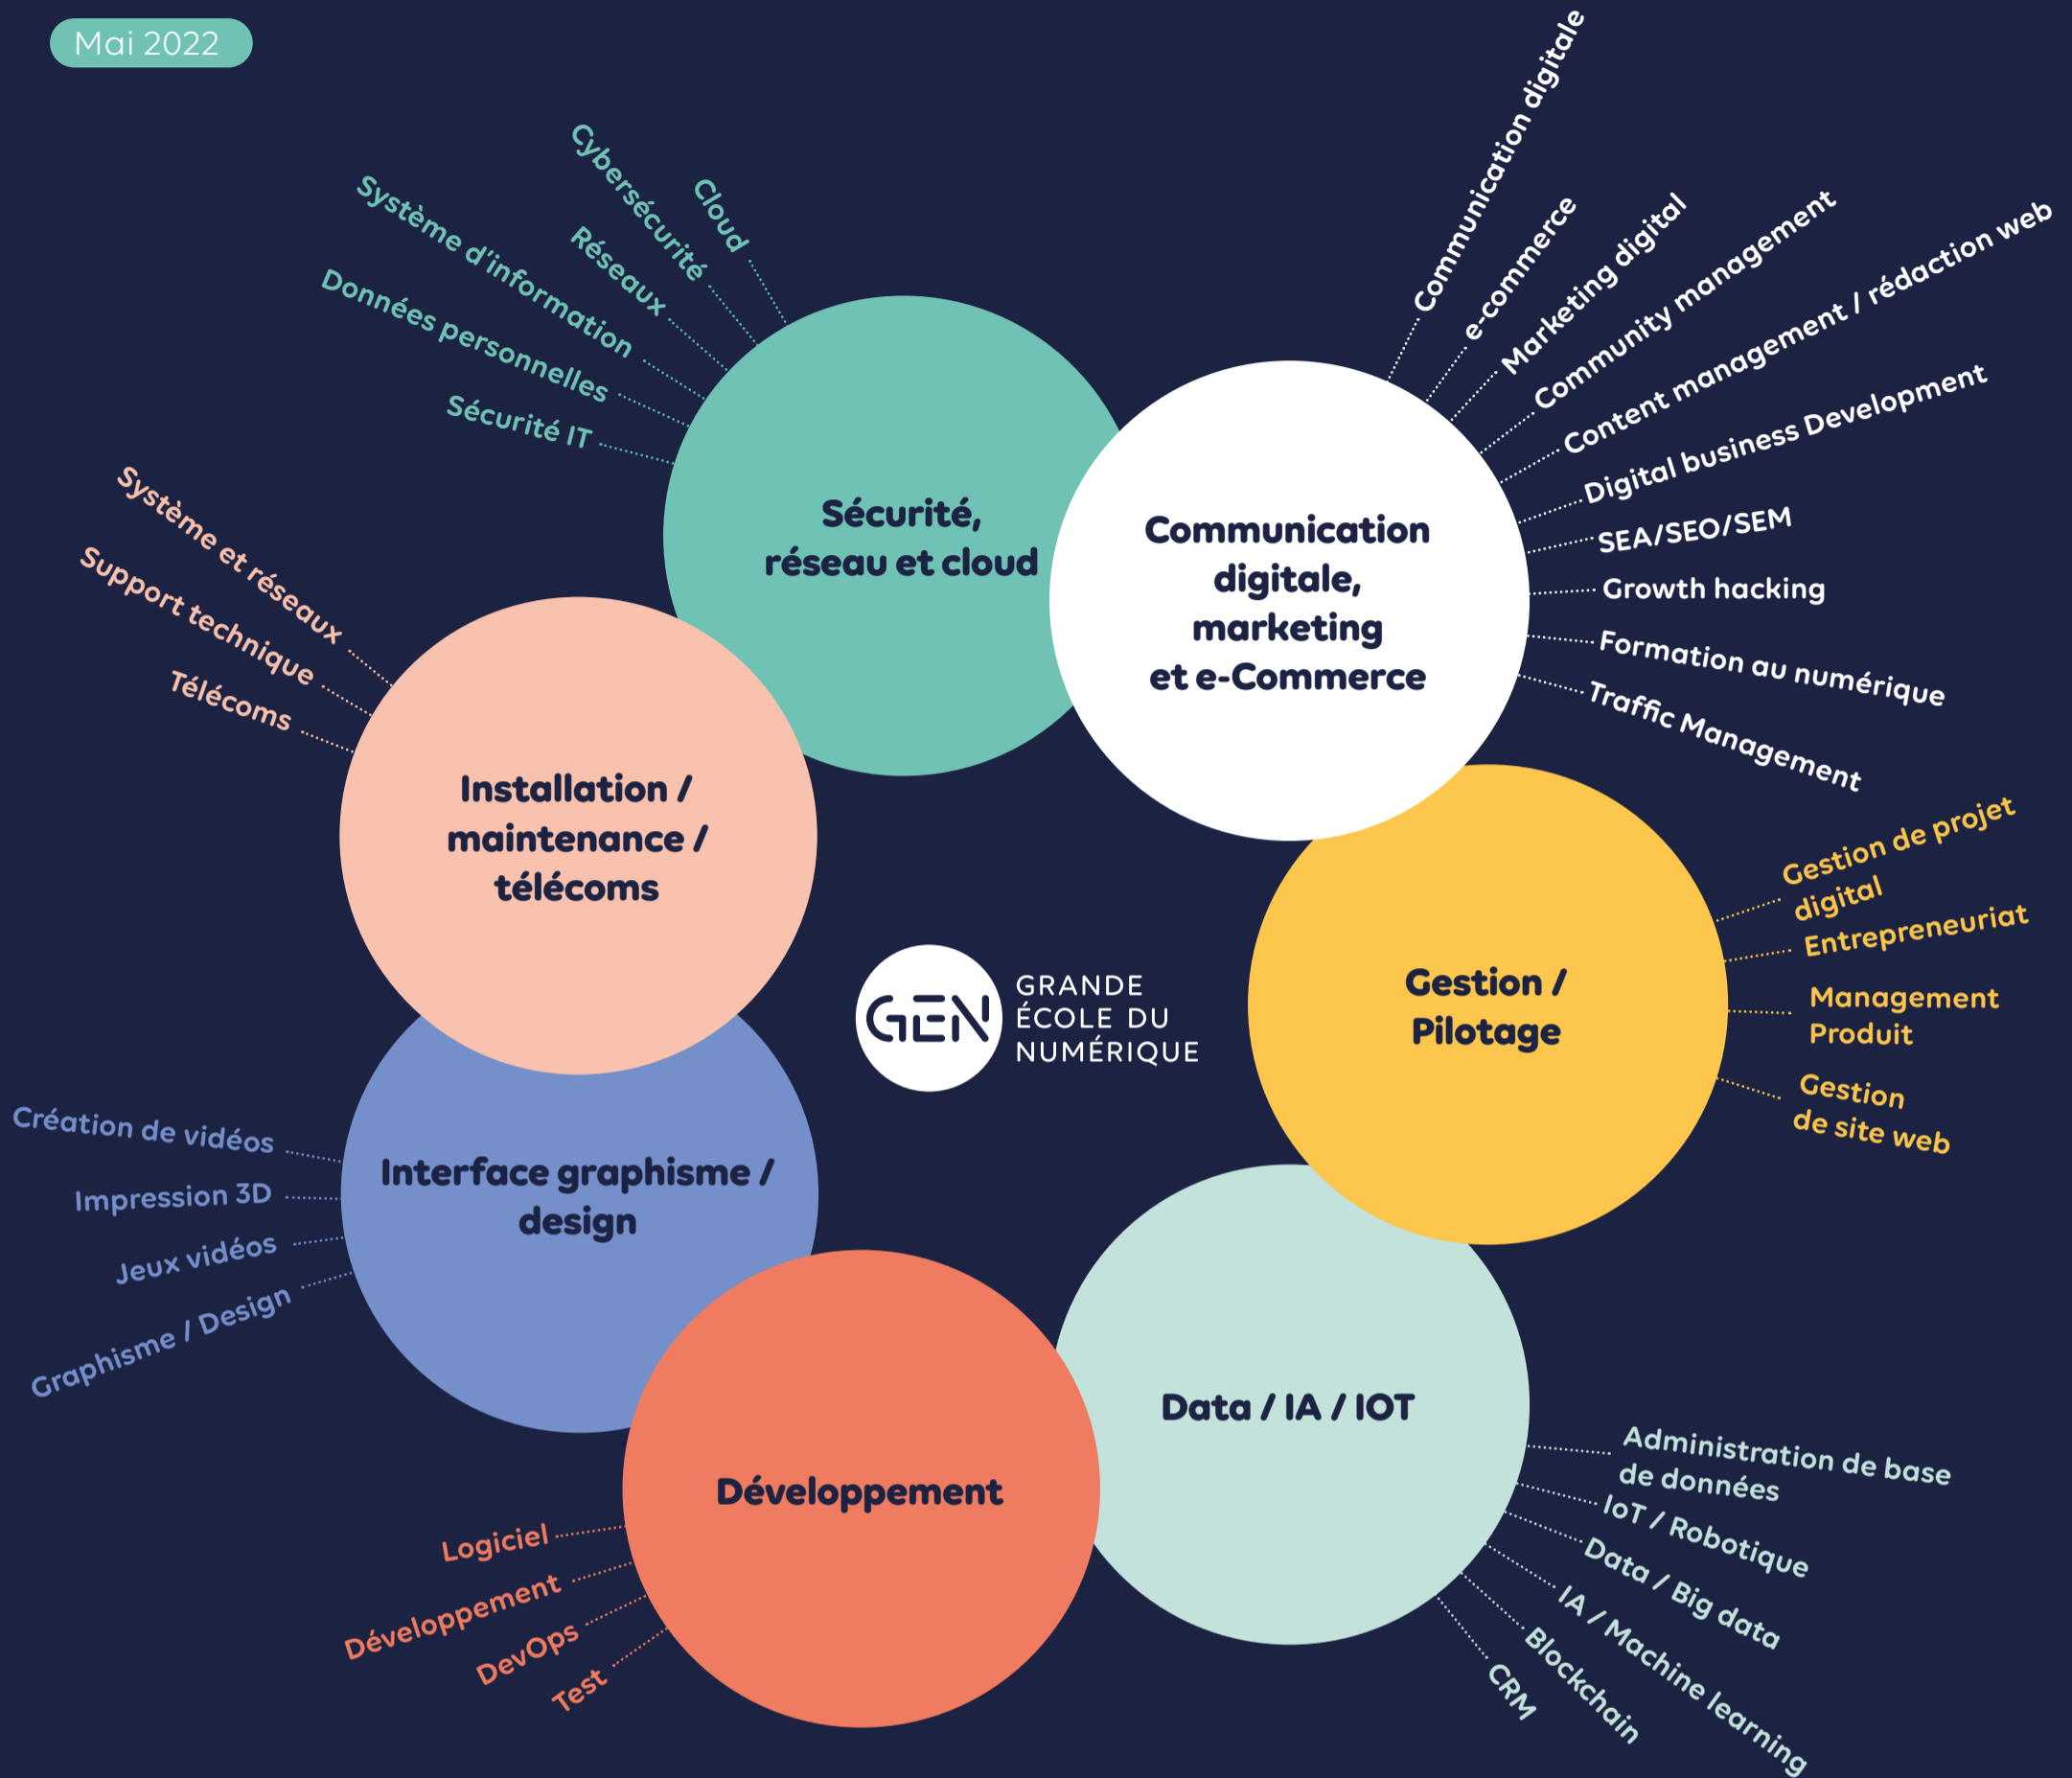 Mai 2022
Cloud
Cybersécurité
Réseaux
Système d'information
Données personnelles
Sécurité IT
Sécurité,
réseau et cloud
Communication digitale
e-commerce
Marketing digital
Community management
Content management / rédaction web
Digital business Development
SEA/SEO/SEM
Growth hacking
Formation au numérique
Traffic Management
Communication
digitale,
marketing
et e-Commerce
Système et réseaux
Support technique
Télécoms
Installation /
maintenance /
télécoms
GEN
GRANDE
ÉCOLE DU
NUMÉRIQUE
Gestion /
Pilotage
Gestion de projet
digital
Entrepreneuriat
Management
Produit
Gestion
de site web
Création de vidéos
Impression 3D
Jeux vidéos
Graphisme / Design
Interface graphisme /
design
Data / IA / IOT
Administration de base
de données
IoT / Robotique
Data / Big data
IA / Machine learning
Blockchain
CRM
Développement
Logiciel
Développement
DevOps
Test